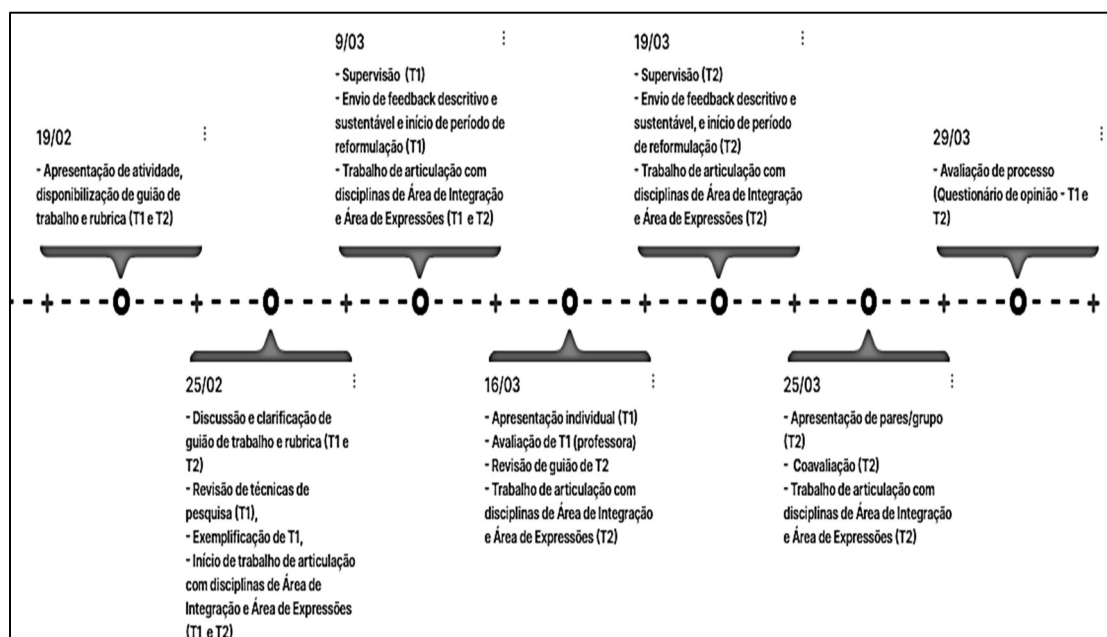 19/02
- Apresentação de atividade,
disponibilização de guião de
trabalho e rubrica (T1 e T2)
25/02
- Discussão e clarificação de
guião de trabalho e rubrica (T1 e
T2)
- Revisão de técnicas de
pesquisa (T1),
- Exemplificação de T1,
- Início de trabalho de articulação
com disciplinas de Área de
Integração e Área de Expressões
(T1 e T2)
9/03
- Supervisão (T1)
- Envio de feedback descritivo e
sustentável e início de período de
reformulação (T1)
- Trabalho de articulação com
disciplinas de Área de Integração
e Área de Expressões (T1 e T2)
16/03
- Apresentação individual (T1)
- Avaliação de T1 (professora)
- Revisão de guião de T2
- Trabalho de articulação com
disciplinas de Área de Integração
e Área de Expressões (T2)
19/03
- Supervisão (T2)
- Envio de feedback descritivo e
sustentável, e início de período
de reformulação (T2)
- Trabalho de articulação com
disciplinas de Área de Integração
e Área de Expressões (T2)
25/03
- Apresentação de pares/grupo
(T2)
- Coavaliação (T2)
- Trabalho de articulação com
disciplinas de Área de Integração
e Área de Expressões (T2)
29/03
- Avaliação de processo
(Questionário de opinião - T1 e
T2)